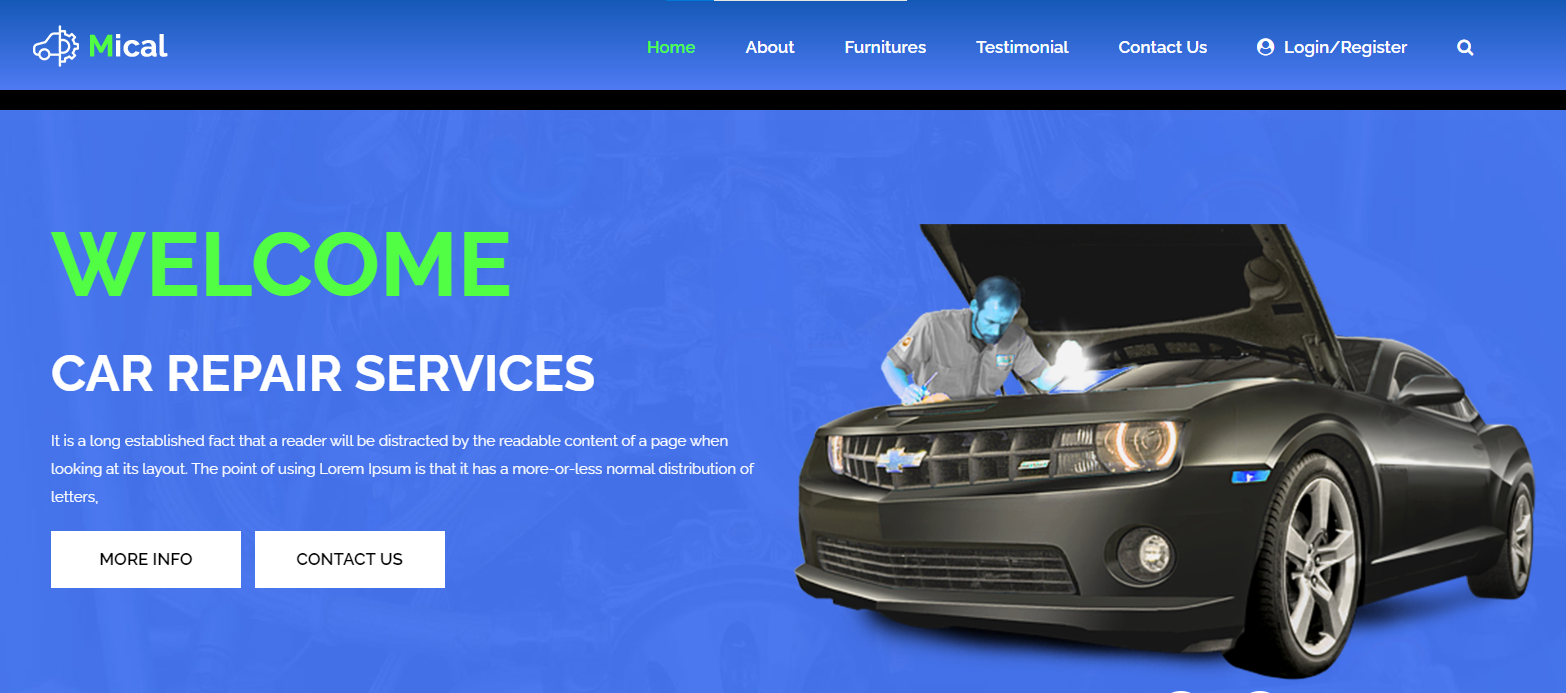 Mical
Home
About
Furnitures
Testimonial
Contact Us
Login/Register
WELCOME
CAR REPAIR SERVICES
It is a long established fact that a reader will be distracted by the readable content of a page when
looking at its layout. The point of using Lorem Ipsum is that it has a more-or-less normal distribution of
letters,
MORE INFO
CONTACT US